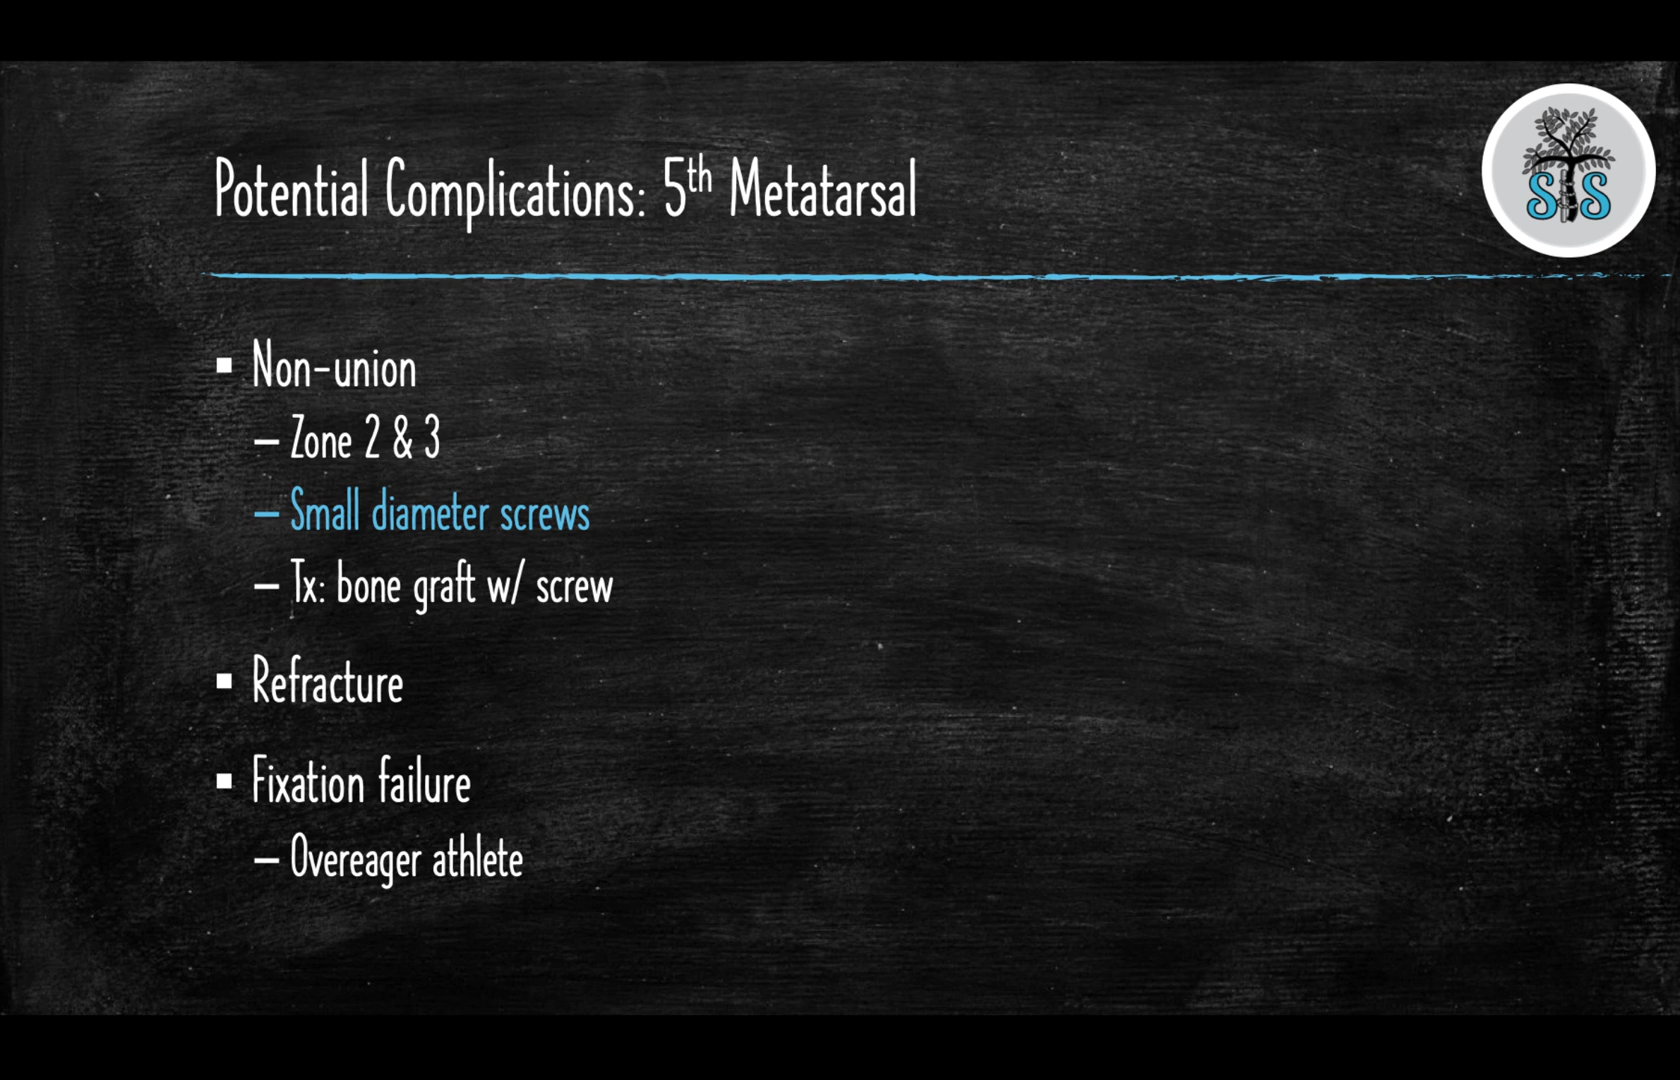 SIS
Potential Complications: 5th Metatarsal
▪ Non-union
– Zone 2 & 3
– Small diameter screws
– Tx: bone graft w/ screw
▪ Refracture
▪ Fixation failure
– Overeager athlete